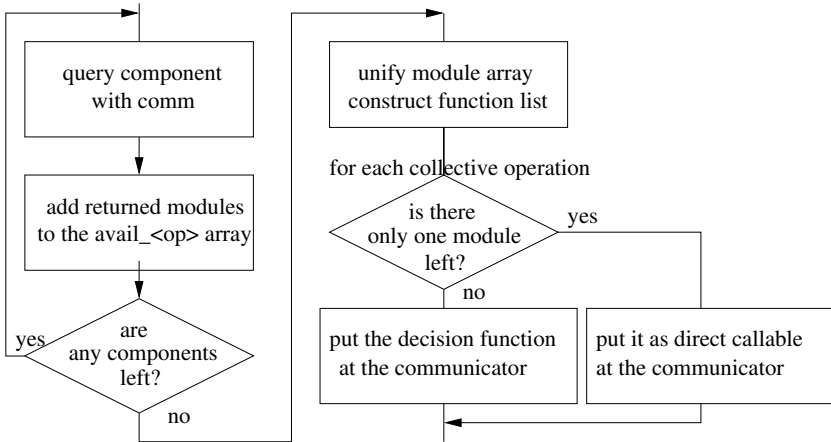 query component
with comm
add returned modules
to the avail_<op> array
yes
are
any components
left?
no
unify module array
construct function list
for each collective operation
is there
only one module
left?
yes
no
put the decision function
at the communicator
put it as direct callable
at the communicator